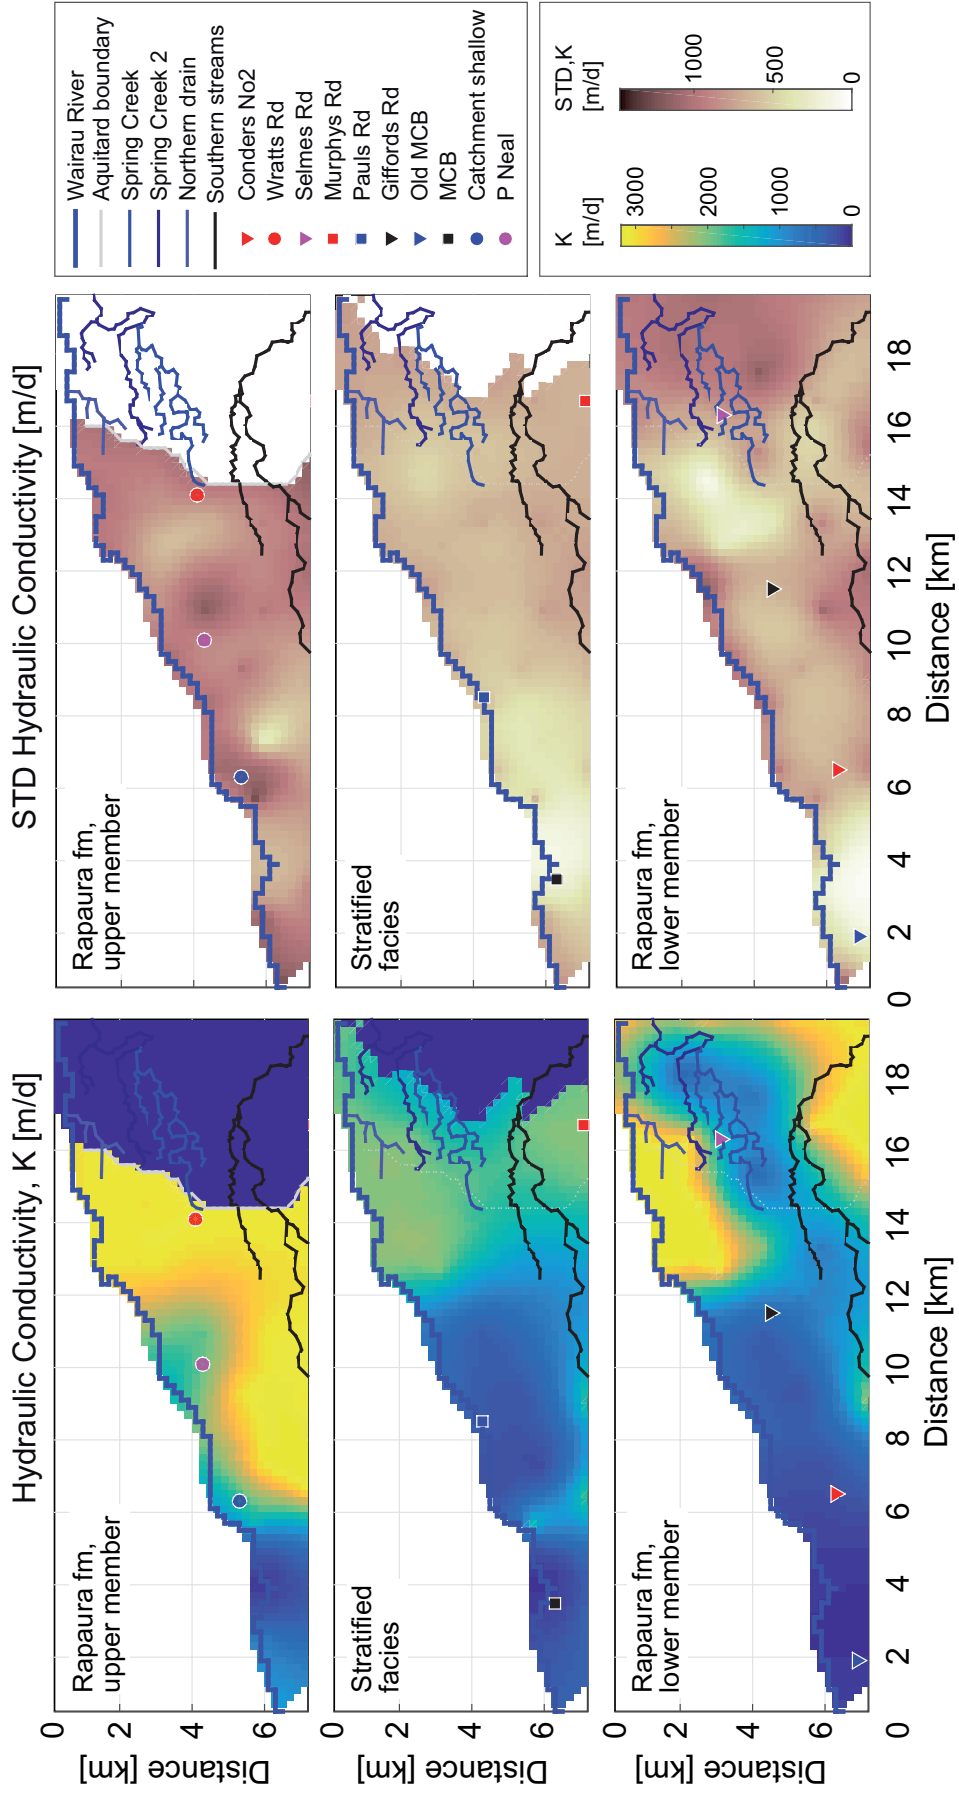 Hydraulic Conductivity, K [m/d]
STD Hydraulic Conductivity [m/d]
Rapaura fm,
upper member
0
2
4
6
Distance [km]
Rapaura fm,
upper member
Stratified
facies
0
2
4
6
Distance [km]
Stratified
facies
Rapaura fm,
lower member
0
2
4
6
Distance [km]
0
2
4
6
8
10
12
14
16
18
Distance [km]
Rapaura fm,
lower member
0
2
4
6
8
10
12
14
16
18
Distance [km]
Wairau River
Aquitard boundary
Spring Creek
Spring Creek 2
Northern drain
Southern streams
Conders No2
Wratts Rd
Selmes Rd
Murphys Rd
Pauls Rd
Giffords Rd
Old MCB
MCB
Catchment shallow
P Neal
K
[m/d]
3000
2000
1000
0
STD,K
[m/d]
1000
500
0